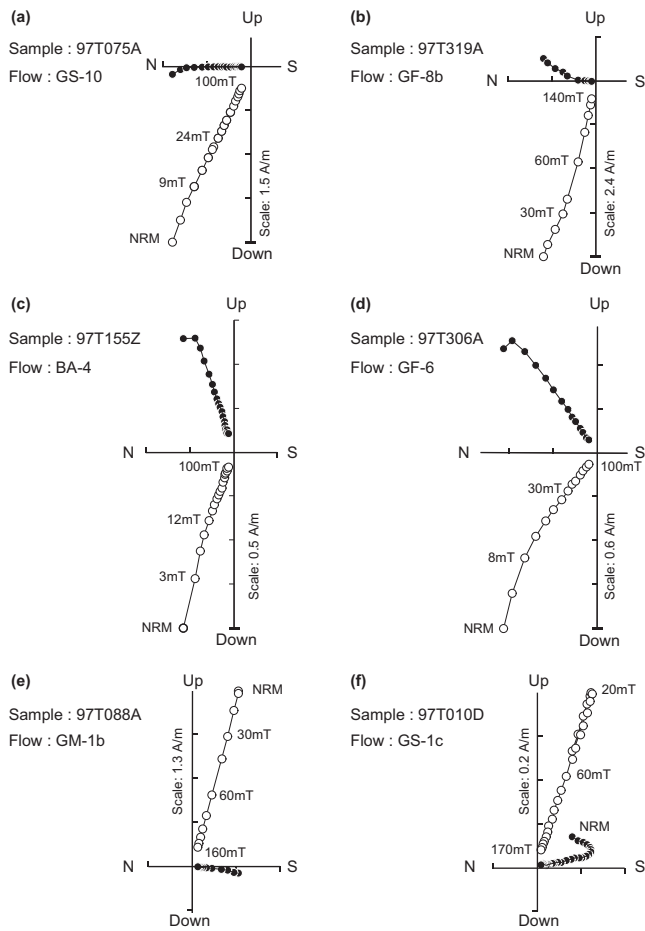 (a)
Up
Sample : 97T075A
N
S
Flow : GS-10
100mT
24mT
9mT
NRM
Scale: 1.5 A/m
Down
(b)
Up
Sample : 97T319A
N
S
Flow : GF-8b
140mT
60mT
30mT
NRM
Scale: 2.4 A/m
Down
(c)
Up
Sample : 97T155Z
Flow : BA-4
N
S
100mT
12mT
3mT
NRM
Scale: 0.5 A/m
Down
(d)
Up
Sample : 97T306A
Flow : GF-6
N
S
100mT
30mT
8mT
NRM
Scale: 0.6 A/m
Down
(e)
Up
NRM
Sample : 97T088A
Flow : GM-1b
30mT
Scale: 1.3 A/m
60mT
160mT
N
S
Down
(f)
Up
20mT
Sample : 97T010D
Flow : GS-1c
Scale: 0.2 A/m
60mT
NRM
170mT
N
S
Down